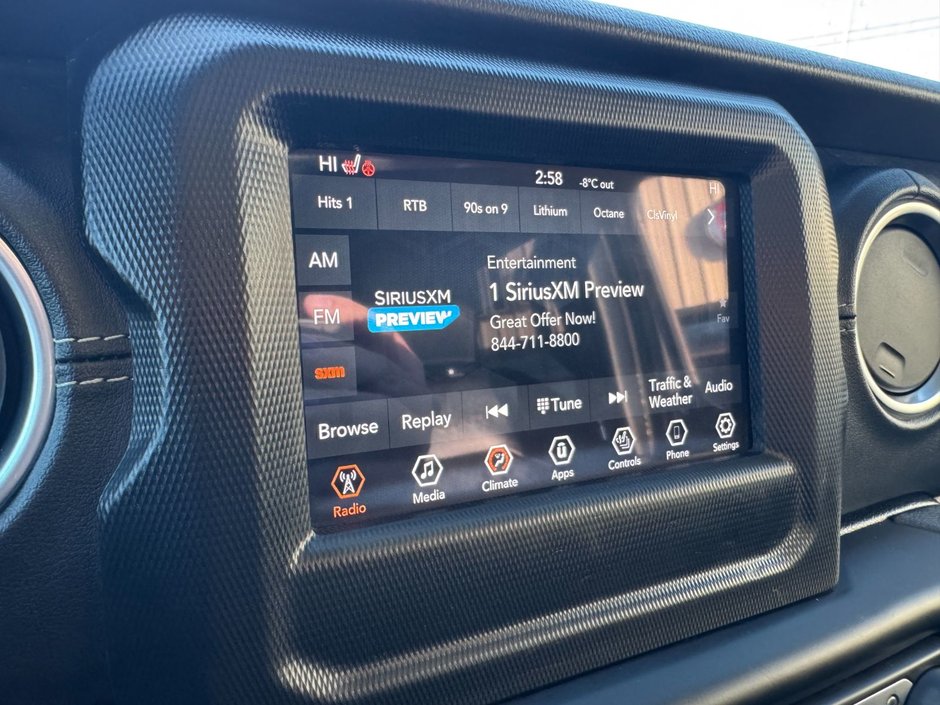 HI 2:58 -8°C out HI
Hits 1 RTB 90s on 9 Lithium Octane ClsVinyl
AM
FM
sxm
SIRIUSXM
PREVIEW
Entertainment
1 SiriusXM Preview
Great Offer Now!
844-711-8800
Fav
Browse Replay Tune Traffic & Weather Audio
Radio Media Climate Apps Controls Phone Settings